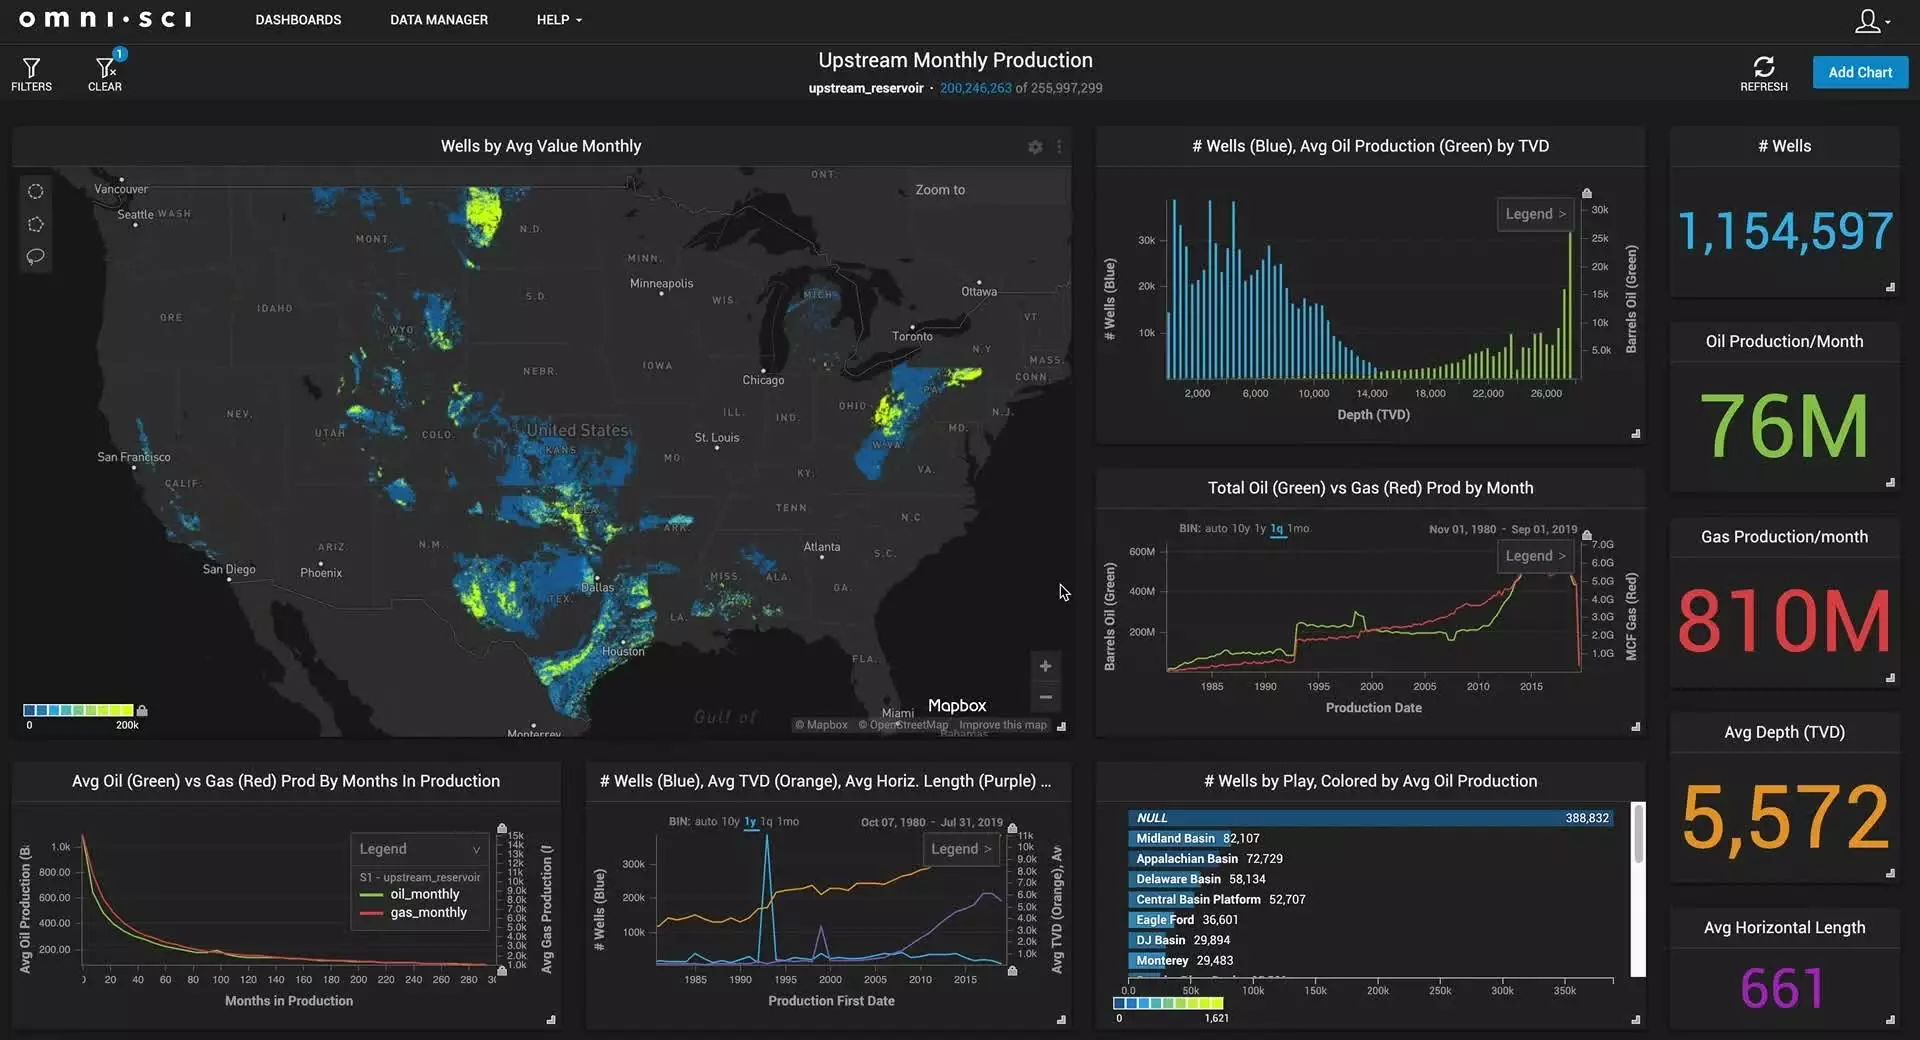 omni·sci
DASHBOARDS
DATA MANAGER
HELP
FILTERS
1
CLEAR
Upstream Monthly Production
upstream_reservoir · 200,246,263 of 255,997,299
REFRESH
Add Chart
Wells by Avg Value Monthly
Zoom to
Vancouver
Seattle
WASH
ONT.
MONT.
N.D.
MINN.
Minneapolis
Ottawa
ORE
IDAHO
S.D.
WIS.
MICH
VT
WYO
Toronto
N.Y
MASS.
NEBR.
IOWA
Chicago
CONN.
PA.
NEV.
UTAH
COLO.
United States
KANS
ILL.
IND.
OHIO
N.J.
MD.
San Francisco
St. Louis
W.VA.
VA.
CALIF.
MO.
KY.
TENN.
N.C
ARIZ.
N.M.
ARK.
Atlanta
S.C.
San Diego
Phoenix
Dallas
TEX.
MISS.
ALA.
GA.
LA.
Houston
FLA.
Gulf of
Miami
Monterrey
Bahamas
0
200k
Mapbox
© Mapbox © OpenStreetMap Improve this map
# Wells (Blue), Avg Oil Production (Green) by TVD
Legend >
# Wells (Blue)
30k
20k
10k
30k
25k
20k
15k
10k
5.0k
Barrels Oil (Green)
2,000 6,000 10,000 14,000 18,000 22,000 26,000
Depth (TVD)
Total Oil (Green) vs Gas (Red) Prod by Month
BIN: auto 10y 1y 1q 1mo
Nov 01, 1980 - Sep 01, 2019
Legend >
Barrels Oil (Green)
600M
400M
200M
7.0G
6.0G
5.0G
4.0G
3.0G
2.0G
1.0G
MCF Gas (Red)
1985 1990 1995 2000 2005 2010 2015
Production Date
# Wells
1,154,597
Oil Production/Month
76M
Gas Production/month
810M
Avg Depth (TVD)
5,572
Avg Horizontal Length
661
Avg Oil (Green) vs Gas (Red) Prod By Months In Production
Avg Oil Production (B
1.0k
800.00
600.00
400.00
200.00
Legend
S1 - upstream_reservoir
oil_monthly
gas_monthly
15k
14k
13k
12k
11k
10k
9.0k
8.0k
7.0k
6.0k
5.0k
4.0k
3.0k
2.0k
1.0k
Avg Gas Production (
20 40 60 80 100 120 140 160 180 200 220 240 260 280
Months in Production
# Wells (Blue), Avg TVD (Orange), Avg Horiz. Length (Purple) ...
BIN: auto 10y 1y 1q 1mo
Oct 07, 1980 - Jul 31, 2019
Legend >
# Wells (Blue)
300k
200k
100k
11k
10k
9.0k
8.0k
7.0k
6.0k
5.0k
4.0k
3.0k
2.0k
1.0k
Avg TVD (Orange), Av
1985 1990 1995 2000 2005 2010 2015
Production First Date
# Wells by Play, Colored by Avg Oil Production
NULL 388,832
Midland Basin 82,107
Appalachian Basin 72,729
Delaware Basin 58,134
Central Basin Platform 52,707
Eagle Ford 36,601
DJ Basin 29,894
Monterey 29,483
0.0 50k 100k 150k 200k 250k 300k 350k
0
1,621